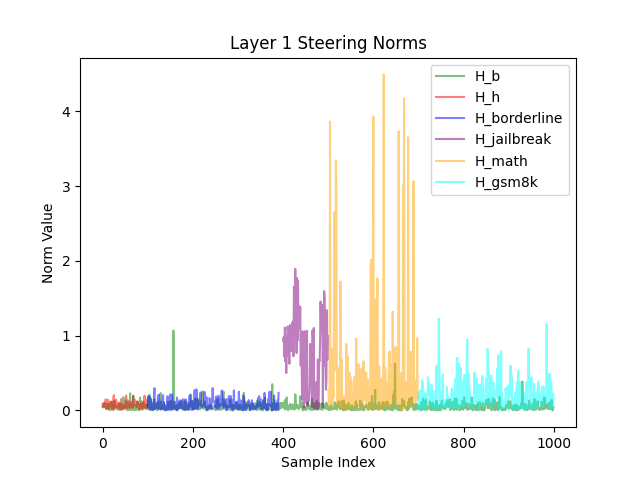 Layer 1 Steering Norms
H_b
H_h
H_borderline
H_jailbreak
H_math
H_gsm8k
Norm Value
4
3
2
1
0
0 200 400 600 800 1000
Sample Index